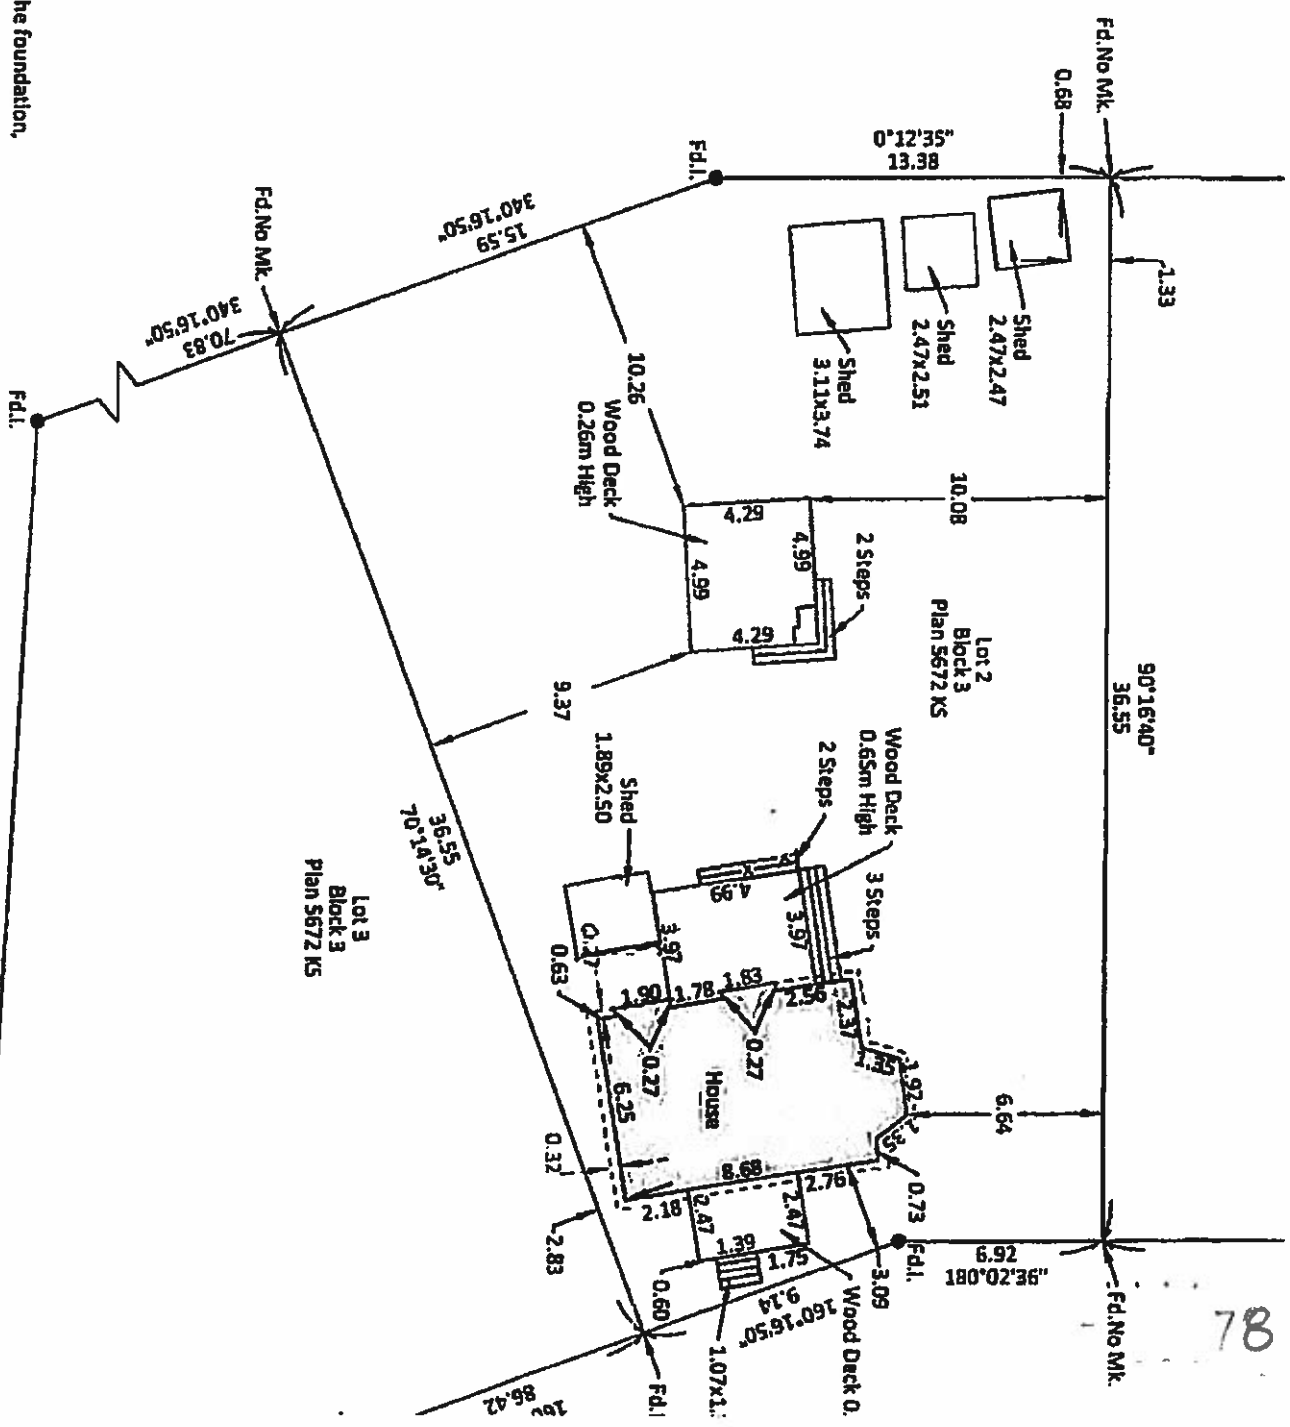 he foundation,
Fd.No Mk.
0.68
0°12'35"
13.38
Fd.I.
1.33
Shed
2.47x2.47
Shed
2.47x2.51
Shed
3.11x3.74
340°16'50"
15.59
Fd.No Mk.
340°16'50"
70.83
Fd.I.
10.26
Wood Deck
0.26m High
10.08
4.29
4.99
4.99
4.29
2 Steps
Lot 2
Block 3
Plan 5672 KS
90°16'40"
36.55
9.37
Shed
1.89x2.50
2 Steps
Wood Deck
0.65m High
3 Steps
36.55
70°14'30"
Lot 3
Block 3
Plan 5672 KS
4.99
3.97
3.97
0.63
1.90
1.78
1.83
2.56
2.37
0.27
0.27
1.92
6.64
House
6.25
0.32
8.68
2.76
0.73
2.18
2.47
2.47
1.39
1.75
2.83
0.60
3.09
Fd.I.
6.92
180°02'36"
Fd.No Mk.
9.14
160°16'50"
Wood Deck 0.
1.07x1.
Fd.I
86.42
78